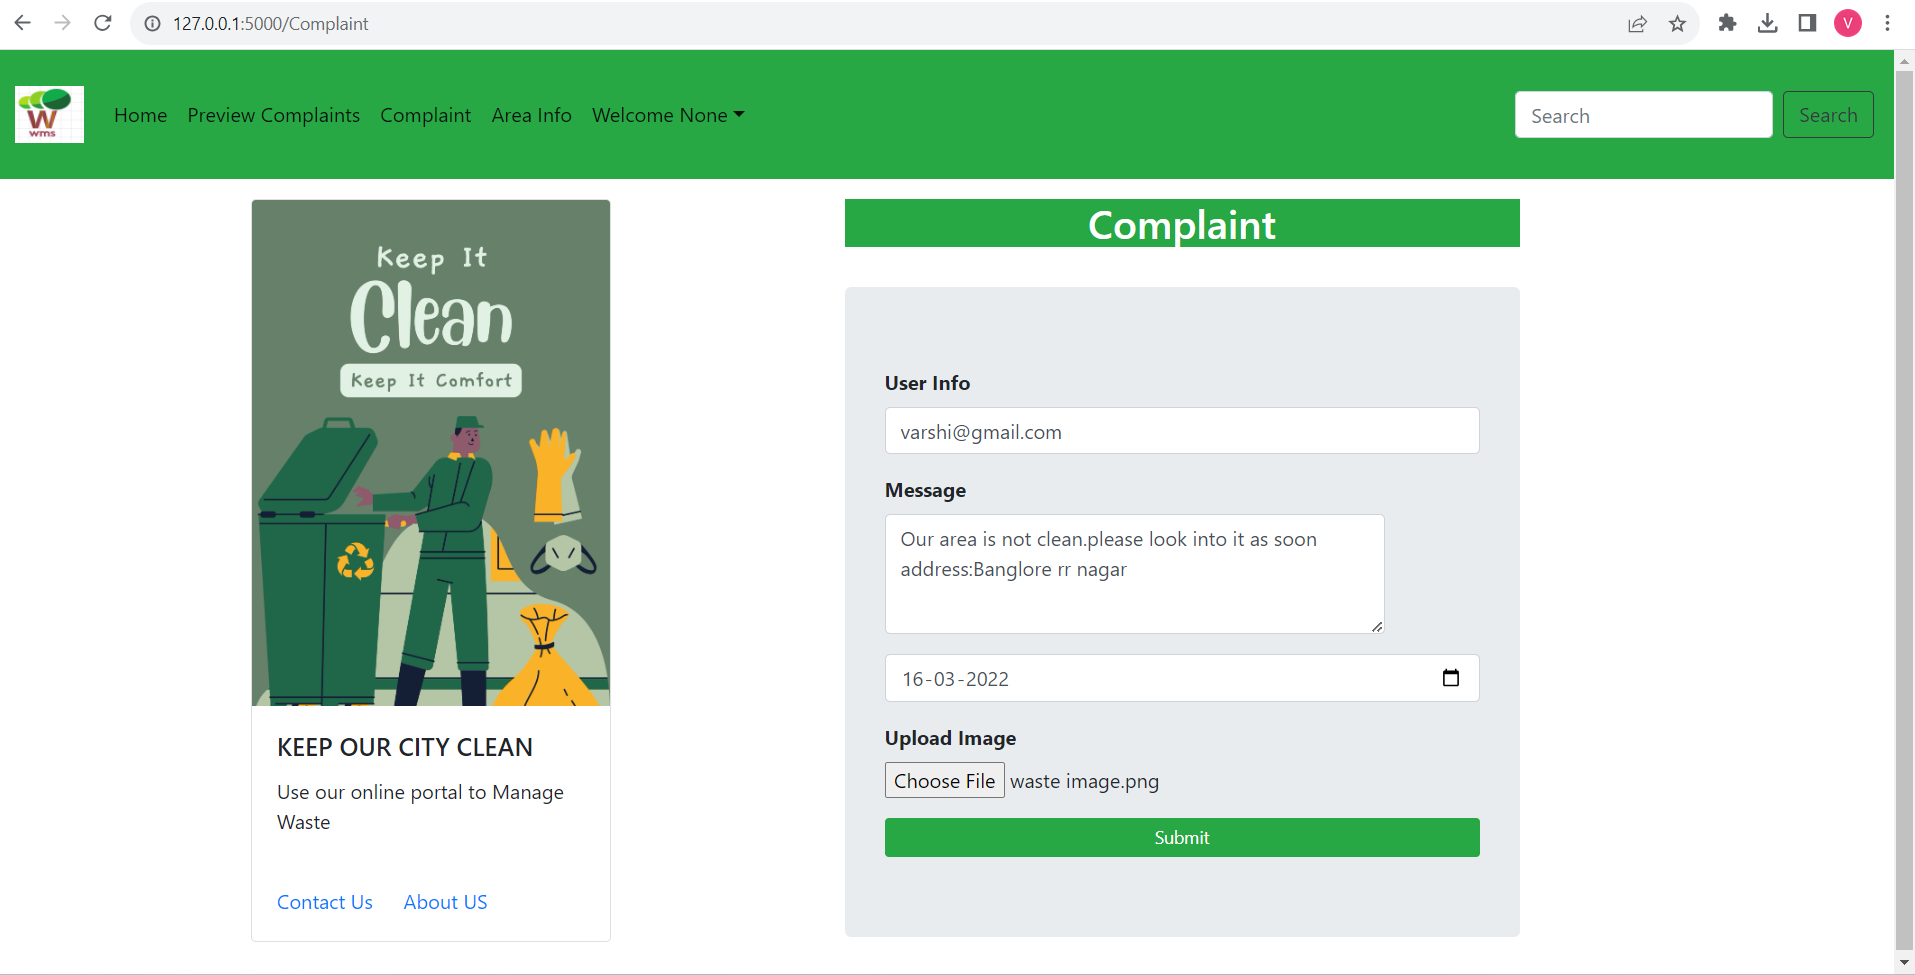 127.0.0.1:5000/Complaint
V
W
wms
Home Preview Complaints Complaint Area Info Welcome None
Search Search
Keep It
Clean
Keep It Comfort
KEEP OUR CITY CLEAN
Use our online portal to Manage
Waste
Contact Us About US
Complaint
User Info
varshi@gmail.com
Message
Our area is not clean.please look into it as soon
address:Banglore rr nagar
16-03-2022
Upload Image
Choose File waste image.png
Submit